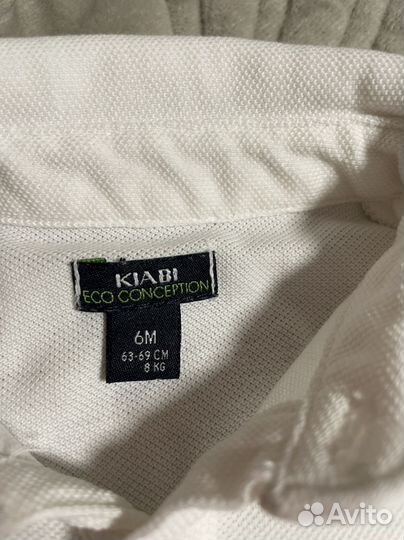 KIABI
ECO CONCEPTION
6M
63-69 CM
8 KG
Avito